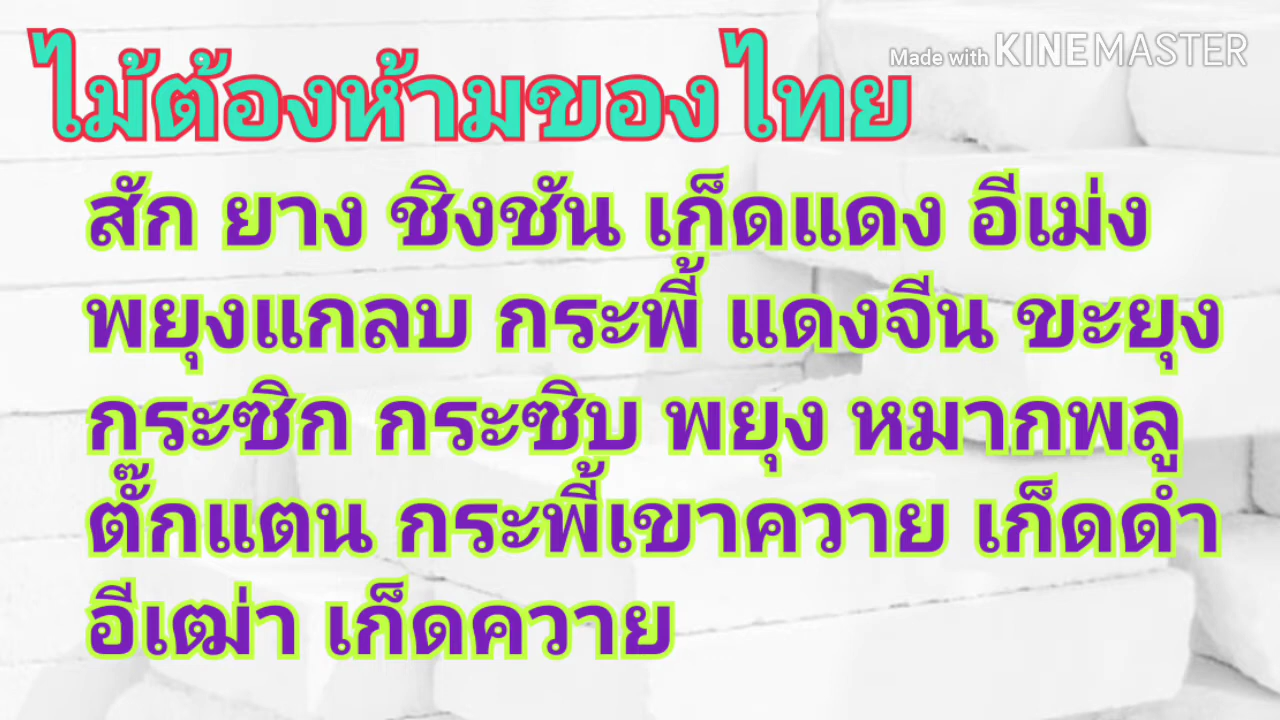 Made with KINEMASTER
ไม้ต้องห้ามของไทย
สัก ยาง ชิงชัน เก็ดแดง อีเม่ง
พยุงแกลบ กระพี้ แดงจีน ขะยุง
กระซิก กระซิบ พยุง หมากพลู
ตั๊กแตน กระพี้เขาควาย เก็ดดำ
อีเฒ่า เก็ดควาย